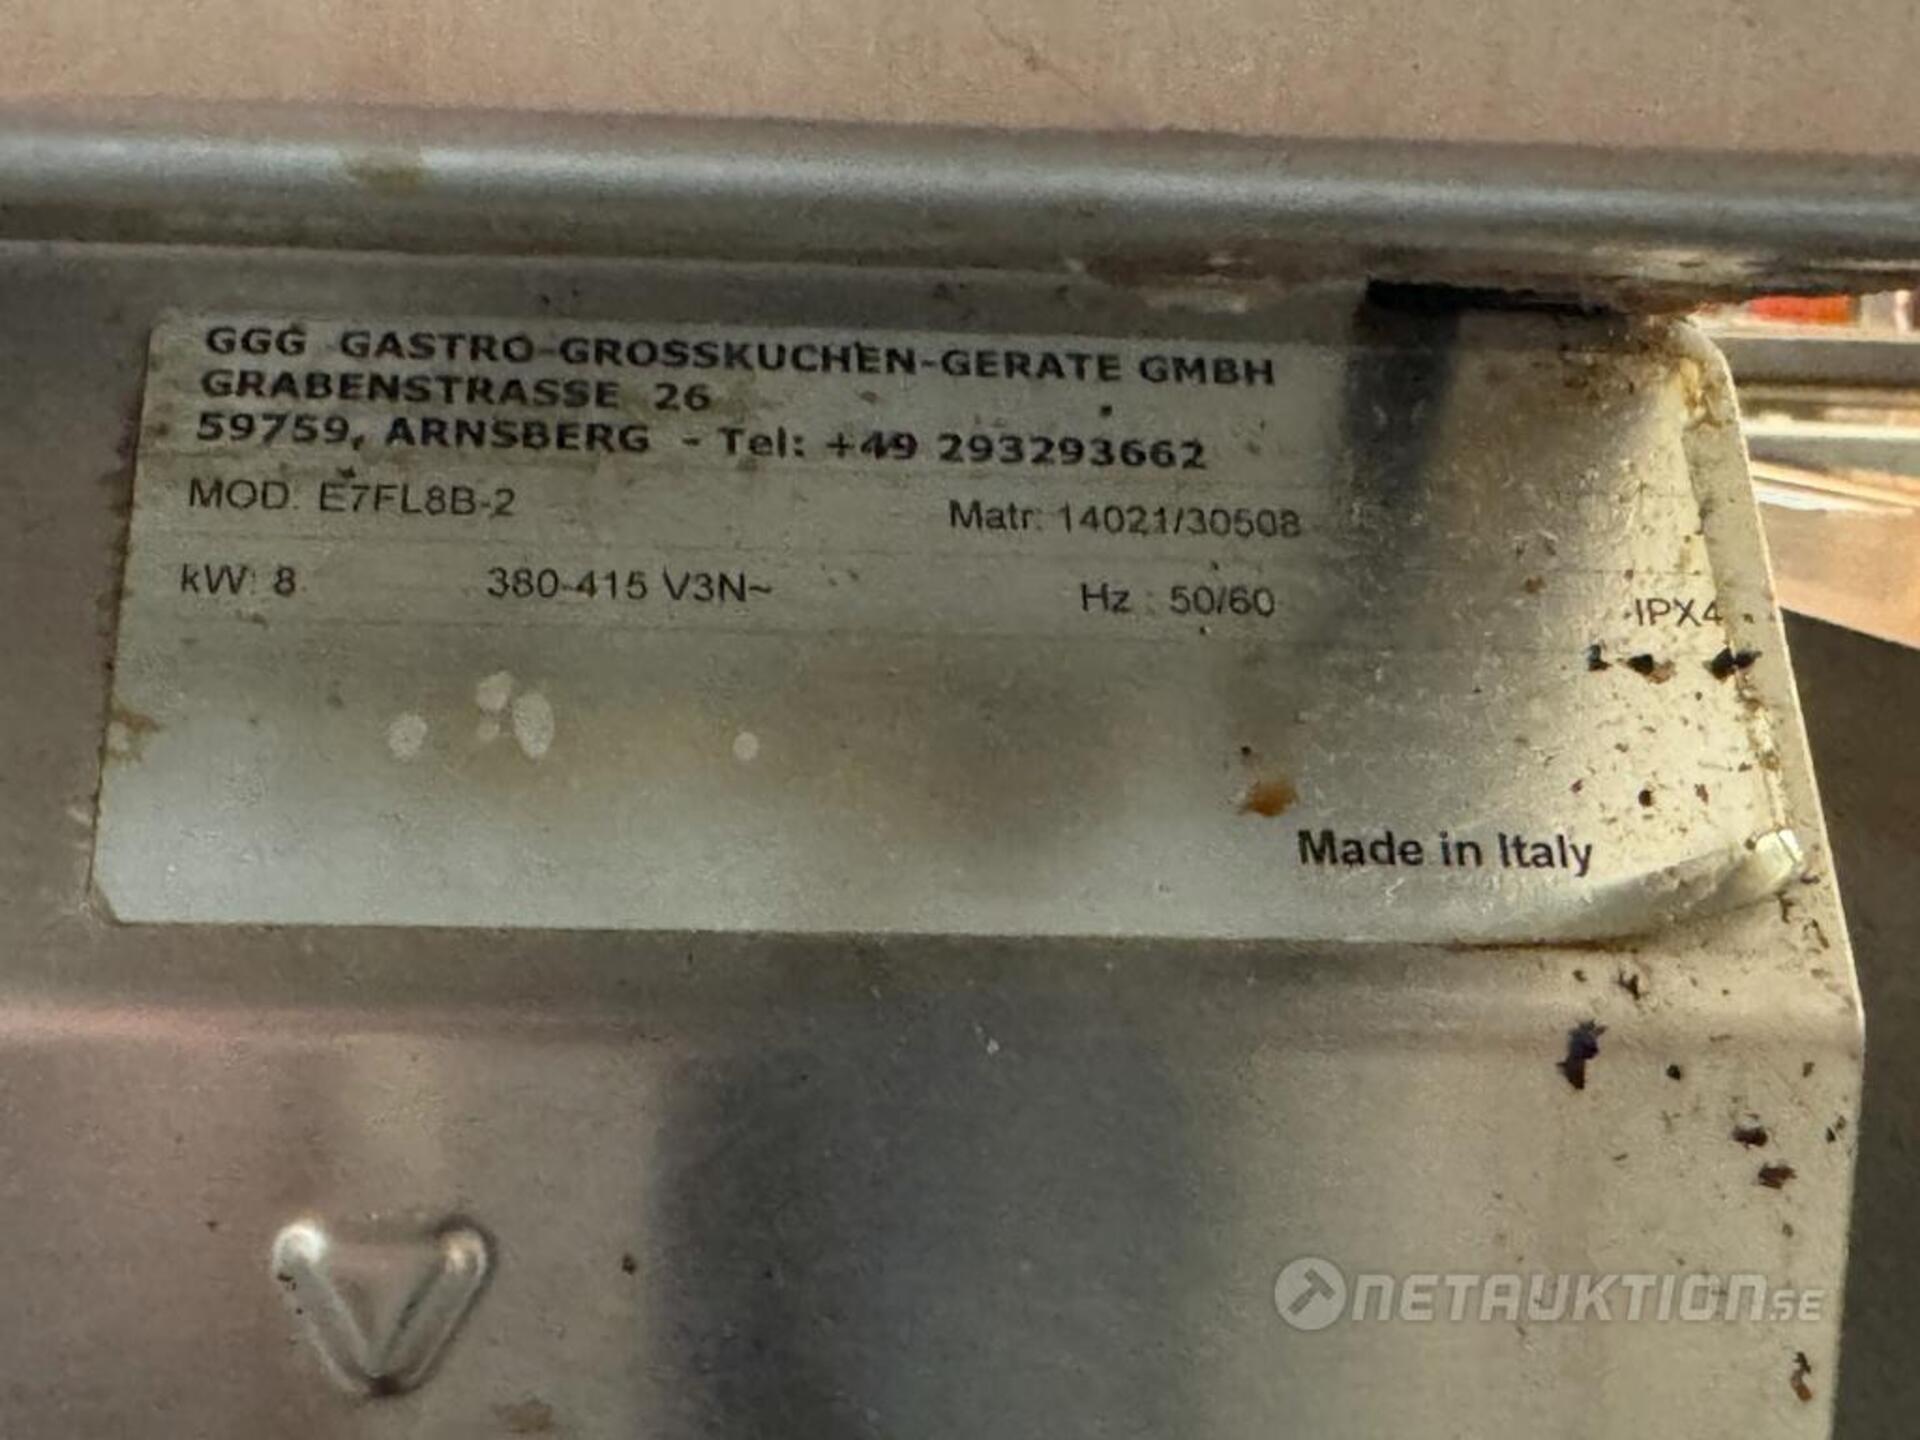 GGG GASTRO-GROSSKUCHEN-GERATE GMBH
GRABENSTRASSE 26
59759, ARNSBERG - Tel: +49 293293662
MOD. E7FL8B-2 Matr: 14021/30508
kW: 8 380-415 V3N~ Hz : 50/60 IPX4
Made in Italy
NETAUKTION.SE